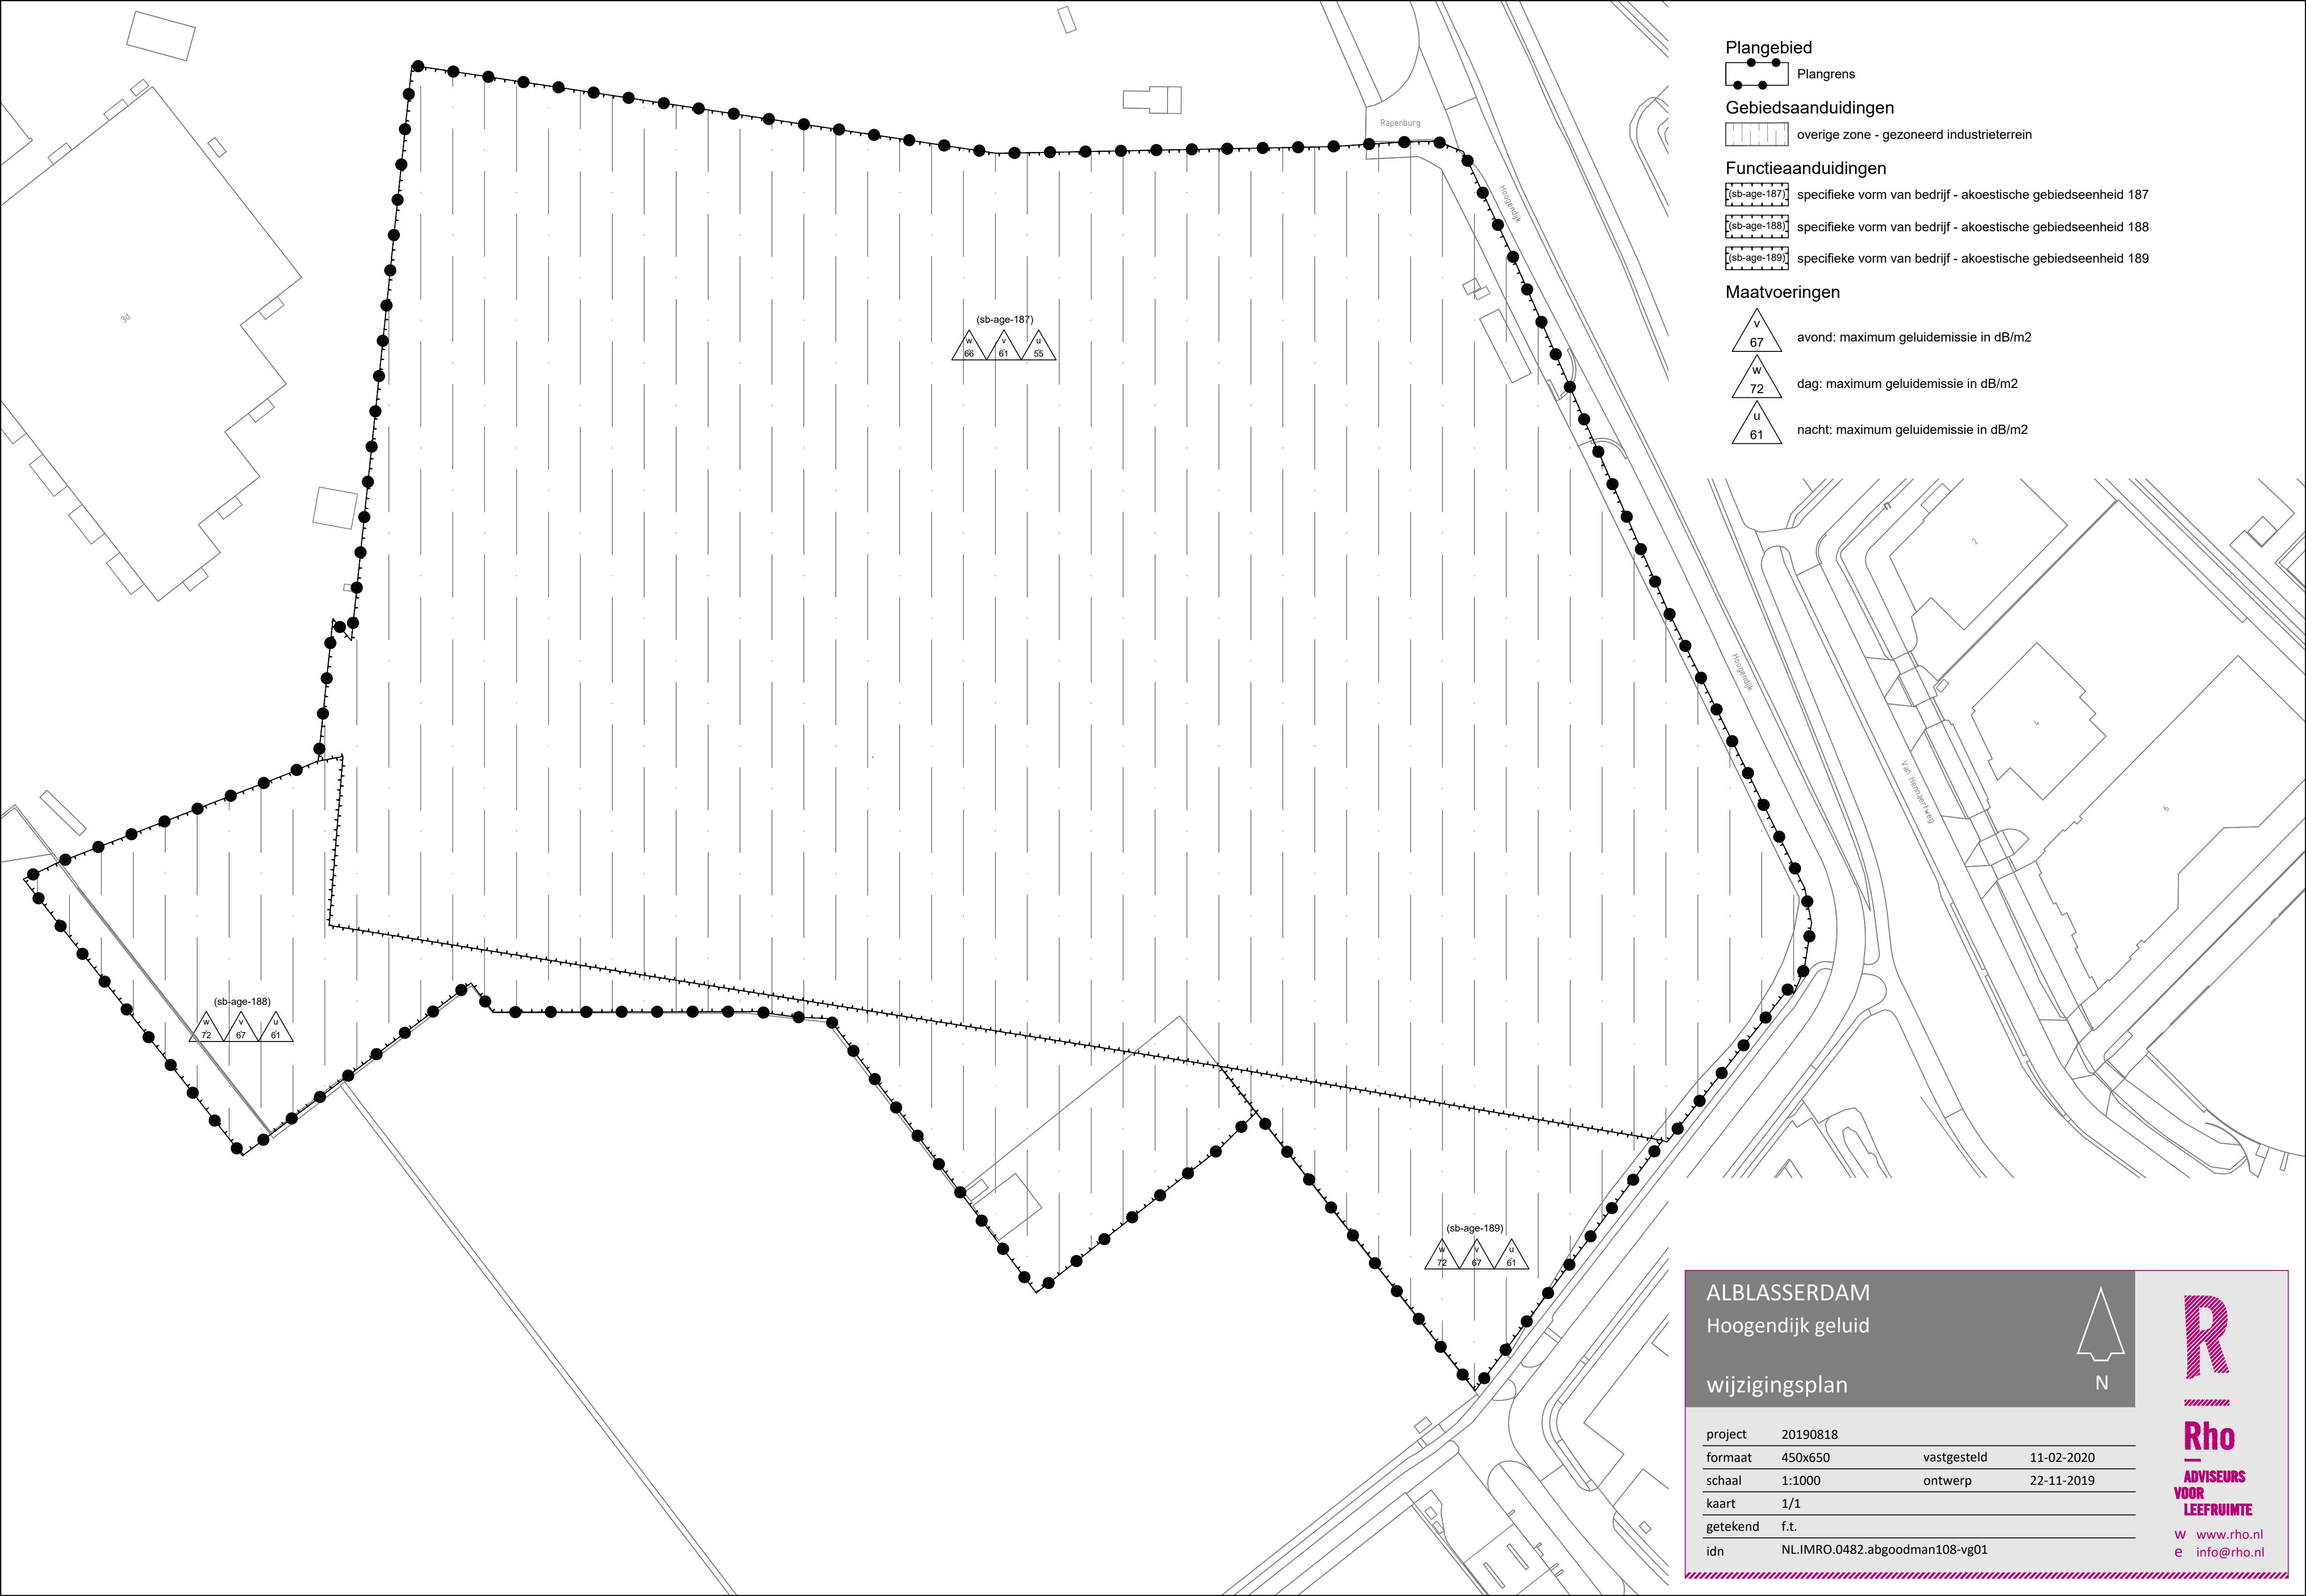 Plangebied
Plangrens
Gebiedsaanduidingen
overige zone - gezoneerd industrieterrein
Functieaanduidingen
(sb-age-187) specifieke vorm van bedrijf - akoestische gebiedseenheid 187
(sb-age-188) specifieke vorm van bedrijf - akoestische gebiedseenheid 188
(sb-age-189) specifieke vorm van bedrijf - akoestische gebiedseenheid 189
Maatvoeringen
v
67 avond: maximum geluidemissie in dB/m2
w
72 dag: maximum geluidemissie in dB/m2
u
61 nacht: maximum geluidemissie in dB/m2
Rapenburg
Hoogendijk
3d
(sb-age-187)
w v u
66 61 55
Hoogendijk
2
4
6
Van Hennaertweg
(sb-age-188)
w v u
72 67 61
(sb-age-189)
w v u
72 67 61
ALBLASSERDAM
Hoogendijk geluid
wijzigingsplan
N
project 20190818
formaat 450x650 vastgesteld 11-02-2020
schaal 1:1000 ontwerp 22-11-2019
kaart 1/1
getekend f.t.
idn NL.IMRO.0482.abgoodman108-vg01
R
Rho
ADVISEURS
VOOR
LEEFRUIMTE
w www.rho.nl
e info@rho.nl